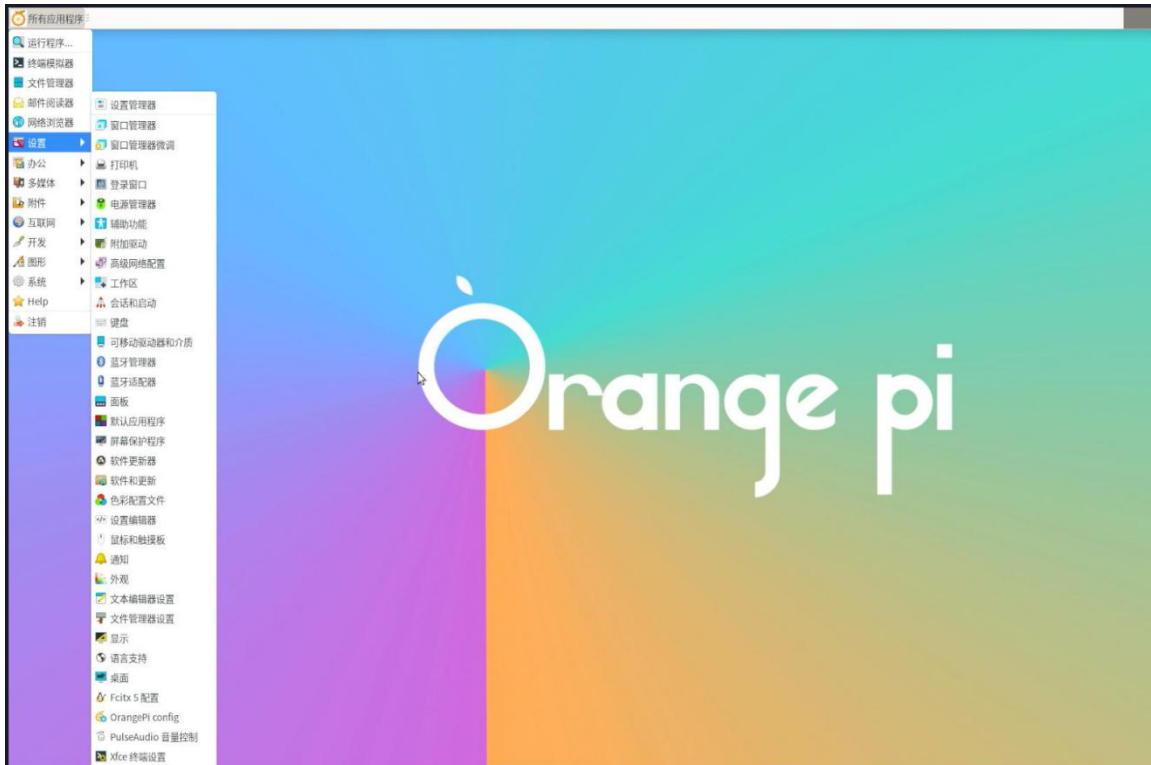 所有应用程序
运行程序...
终端模拟器
文件管理器
邮件阅读器
网络浏览器
设置
办公
多媒体
附件
互联网
开发
图形
系统
Help
注销
设置管理器
窗口管理器
窗口管理器微调
打印机
登录窗口
电源管理器
辅助功能
附加驱动
高级网络配置
工作区
会话和启动
键盘
可移动驱动器和介质
蓝牙管理器
蓝牙适配器
面板
默认应用程序
屏幕保护程序
软件更新器
软件和更新
色彩配置文件
设置编辑器
鼠标和触摸板
通知
外观
文本编辑器设置
文件管理器设置
显示
语言支持
桌面
Fcitx 5 配置
OrangePi config
PulseAudio 音量控制
Xfce 终端设置
Orange pi